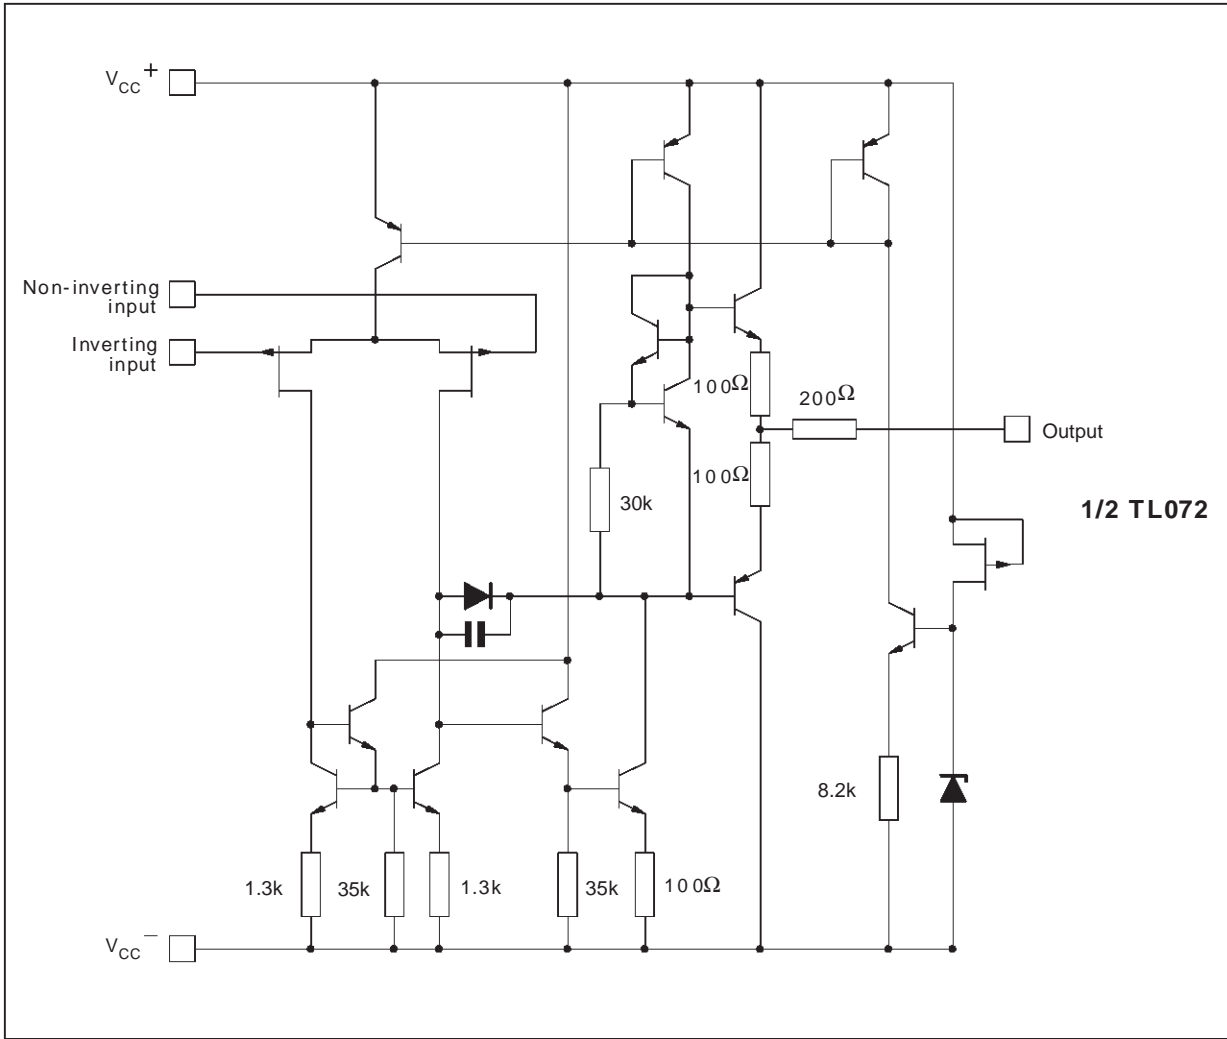 VCC+
Non-inverting
input
Inverting
input
100Ω
200Ω
Output
100Ω
30k
1/2 TL072
8.2k
1.3k
35k
1.3k
35k
100Ω
VCC−